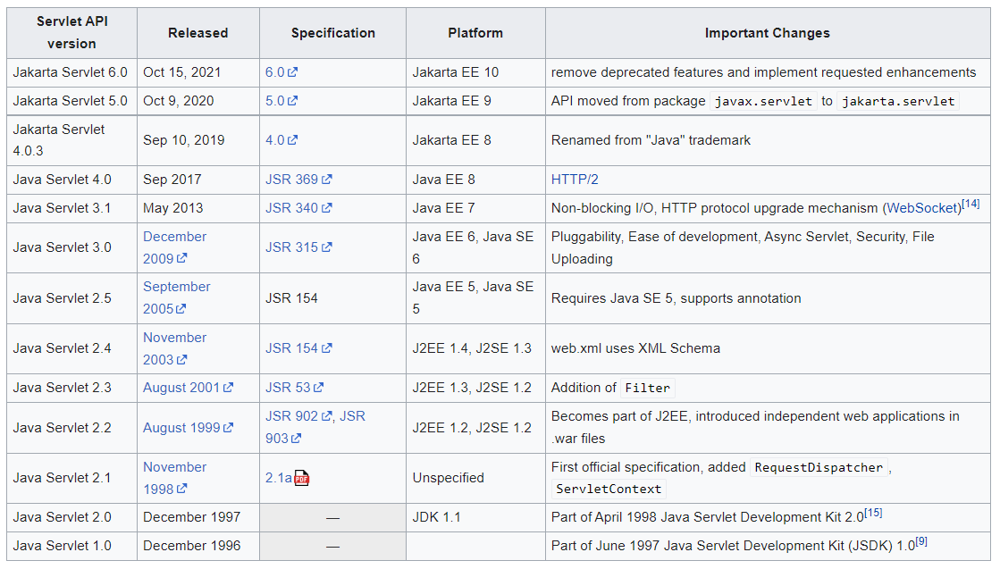 Servlet API version Released Specification Platform Important Changes
Jakarta Servlet 6.0 Oct 15, 2021 6.0 Jakarta EE 10 remove deprecated features and implement requested enhancements
Jakarta Servlet 5.0 Oct 9, 2020 5.0 Jakarta EE 9 API moved from package javax.servlet to jakarta.servlet
Jakarta Servlet 4.0.3 Sep 10, 2019 4.0 Jakarta EE 8 Renamed from "Java" trademark
Java Servlet 4.0 Sep 2017 JSR 369 Java EE 8 HTTP/2
Java Servlet 3.1 May 2013 JSR 340 Java EE 7 Non-blocking I/O, HTTP protocol upgrade mechanism (WebSocket)[14]
Java Servlet 3.0 December 2009 JSR 315 Java EE 6, Java SE 6 Pluggability, Ease of development, Async Servlet, Security, File Uploading
Java Servlet 2.5 September 2005 JSR 154 Java EE 5, Java SE 5 Requires Java SE 5, supports annotation
Java Servlet 2.4 November 2003 JSR 154 J2EE 1.4, J2SE 1.3 web.xml uses XML Schema
Java Servlet 2.3 August 2001 JSR 53 J2EE 1.3, J2SE 1.2 Addition of Filter
Java Servlet 2.2 August 1999 JSR 902, JSR 903 J2EE 1.2, J2SE 1.2 Becomes part of J2EE, introduced independent web applications in .war files
Java Servlet 2.1 November 1998 2.1a PDF Unspecified First official specification, added RequestDispatcher, ServletContext
Java Servlet 2.0 December 1997 — JDK 1.1 Part of April 1998 Java Servlet Development Kit 2.0[15]
Java Servlet 1.0 December 1996 — Part of June 1997 Java Servlet Development Kit (JSDK) 1.0[9]